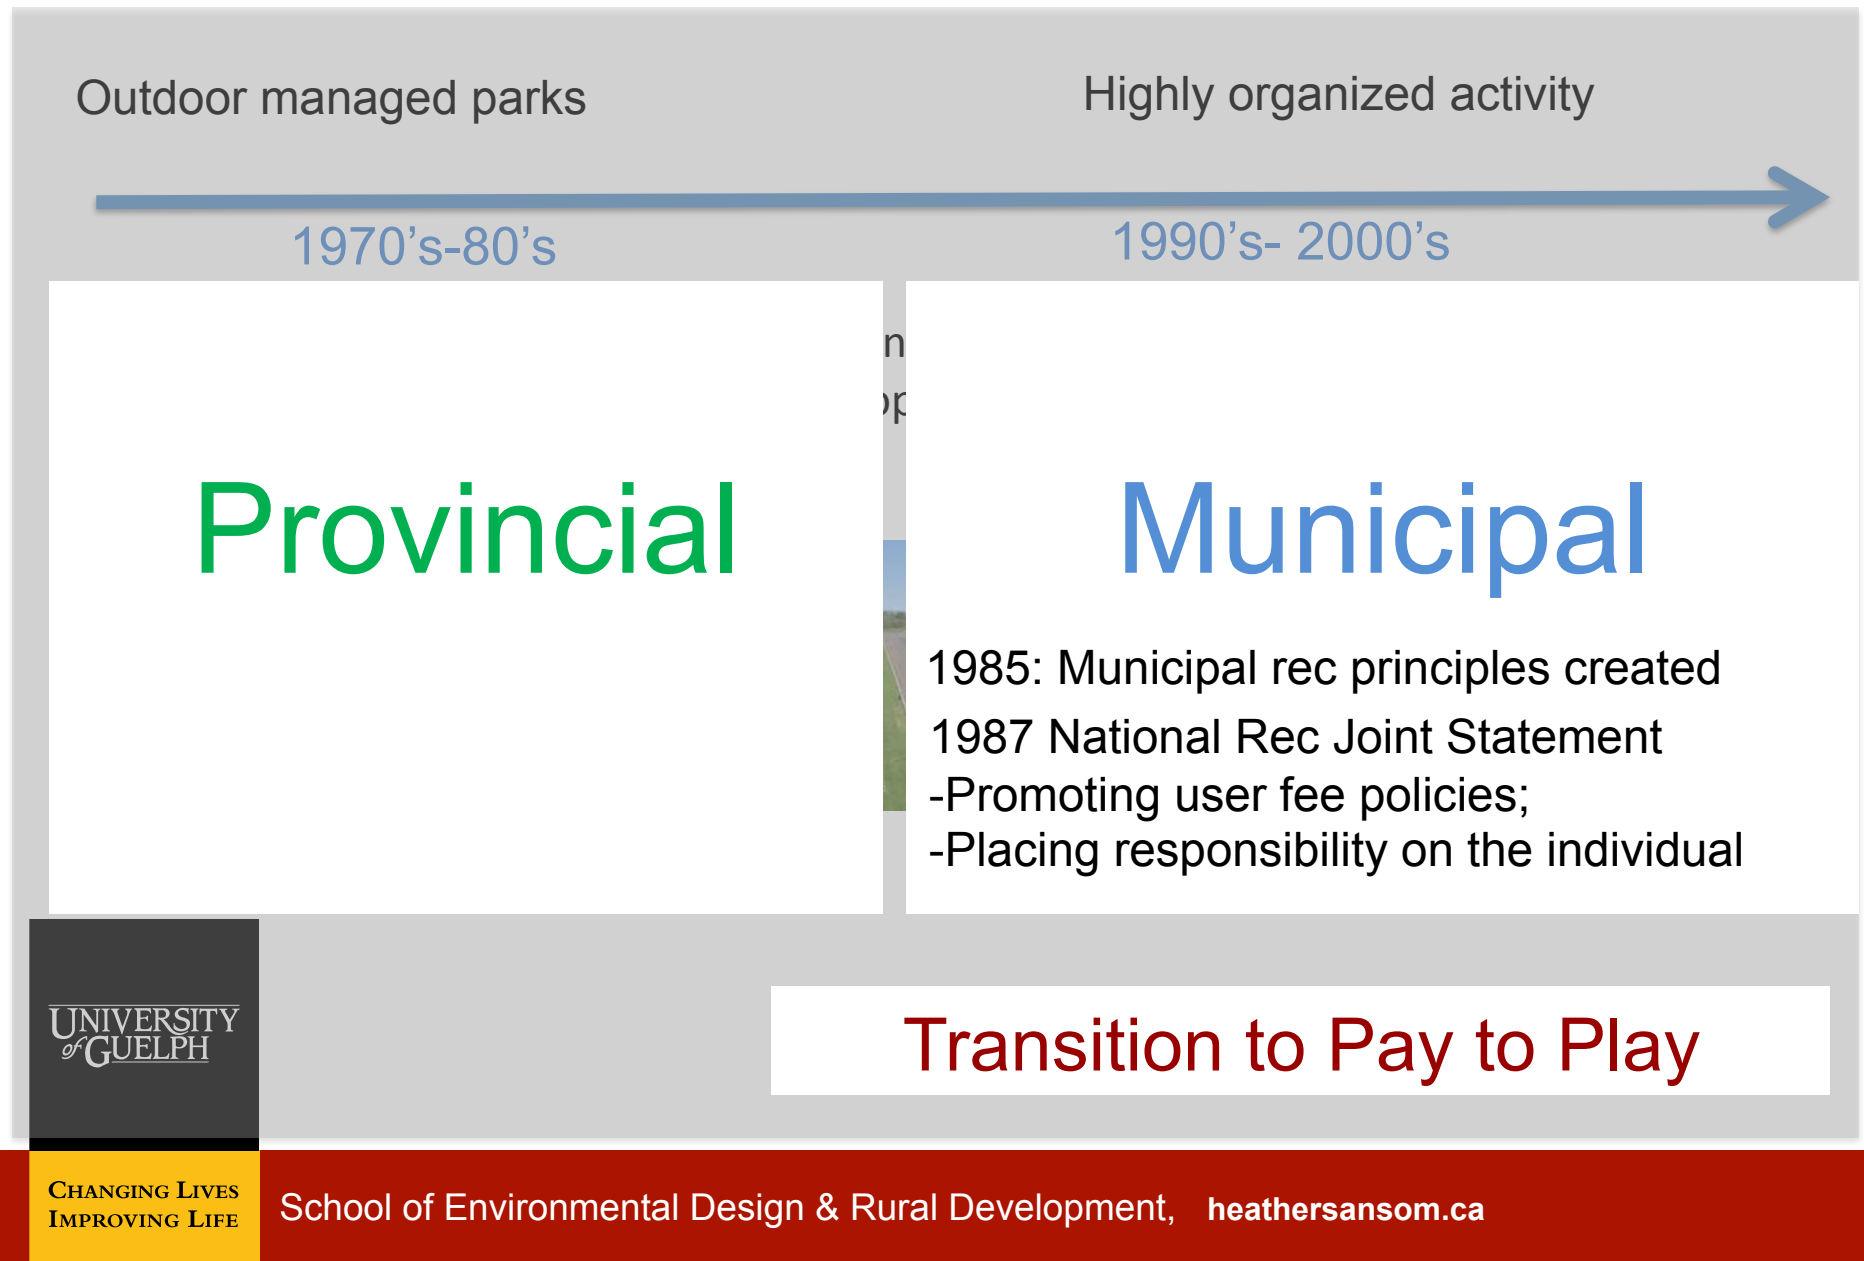 Outdoor managed parks
Highly organized activity
1970’s-80’s
1990’s- 2000’s
Provincial
Municipal
1985: Municipal rec principles created
1987 National Rec Joint Statement
-Promoting user fee policies;
-Placing responsibility on the individual
UNIVERSITY
of GUELPH
Transition to Pay to Play
CHANGING LIVES
IMPROVING LIFE
School of Environmental Design & Rural Development, heathersansom.ca